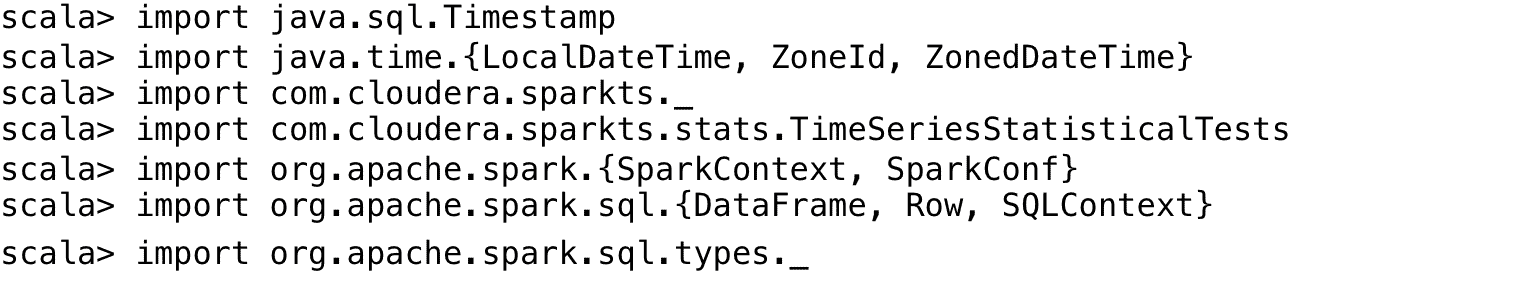 scala> import java.sql.Timestamp
scala> import java.time.{LocalDateTime, ZoneId, ZonedDateTime}
scala> import com.cloudera.sparkts._
scala> import com.cloudera.sparkts.stats.TimeSeriesStatisticalTests
scala> import org.apache.spark.{SparkContext, SparkConf}
scala> import org.apache.spark.sql.{DataFrame, Row, SQLContext}
scala> import org.apache.spark.sql.types._